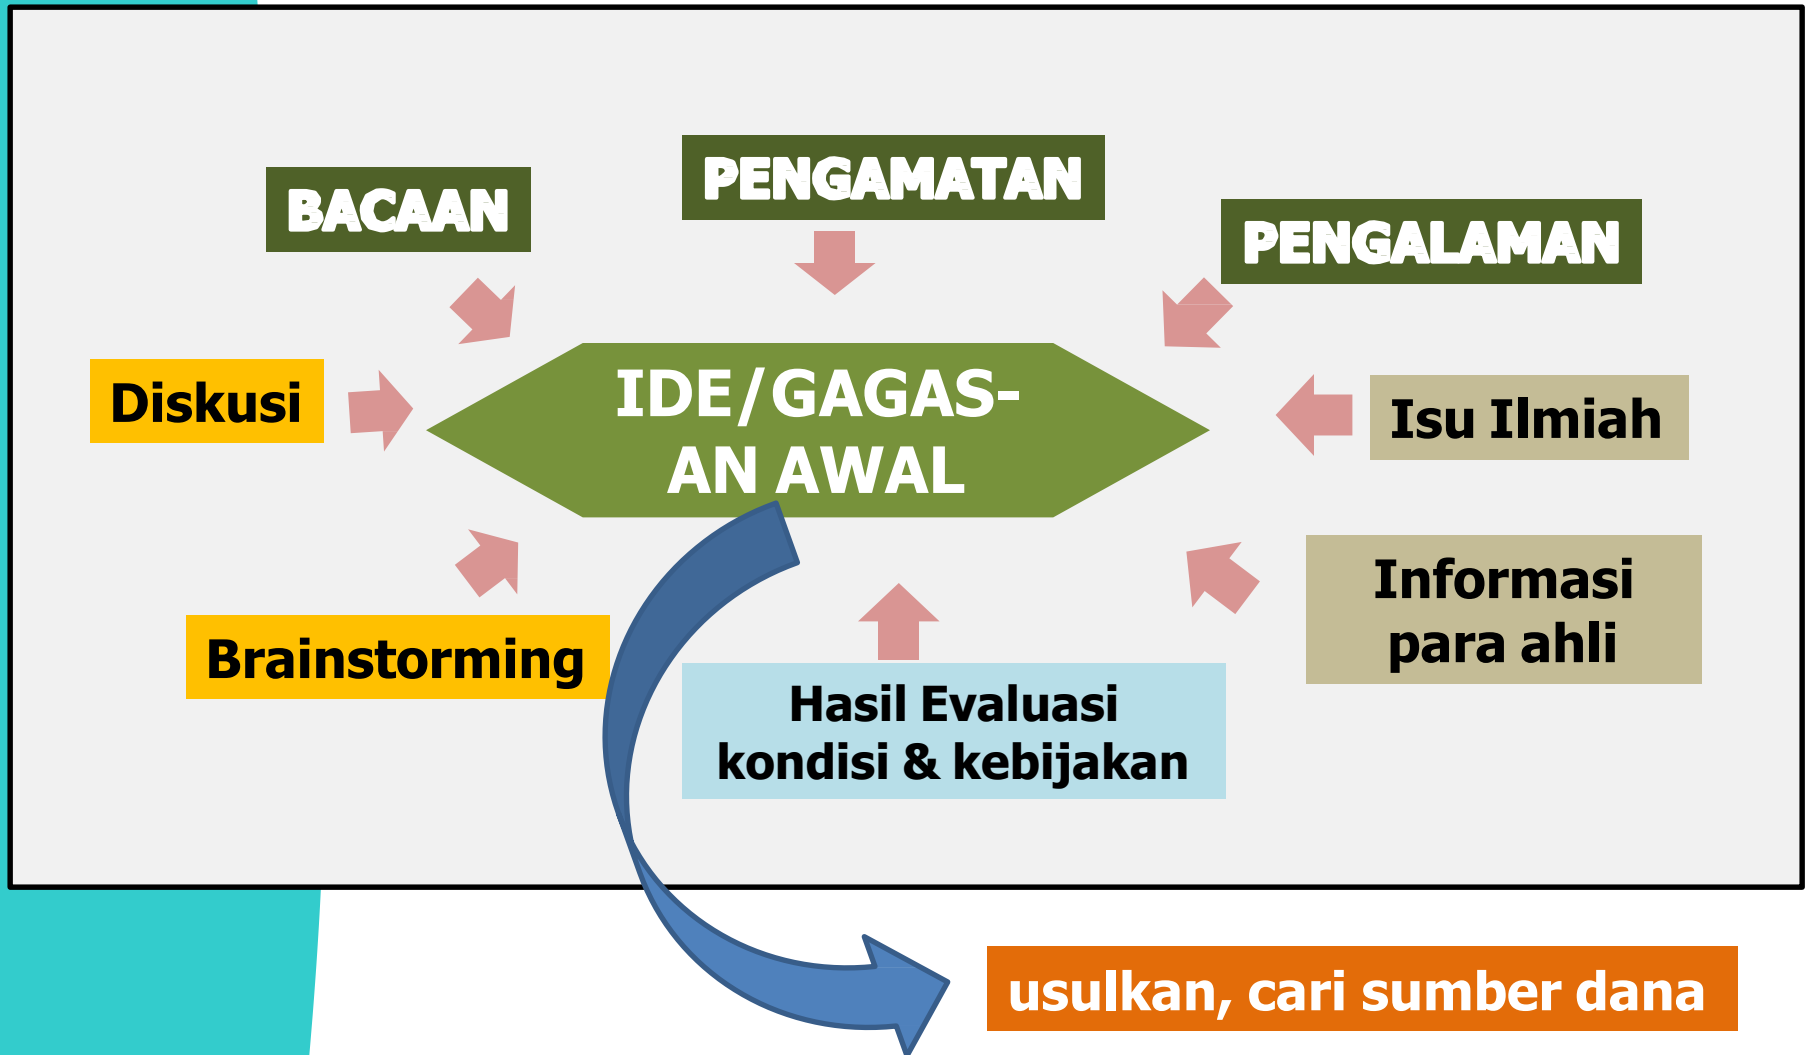 BACAAN
PENGAMATAN
PENGALAMAN
Diskusi
IDE/GAGAS-
AN AWAL
Isu Ilmiah
Brainstorming
Informasi
para ahli
Hasil Evaluasi
kondisi & kebijakan
usulkan, cari sumber dana